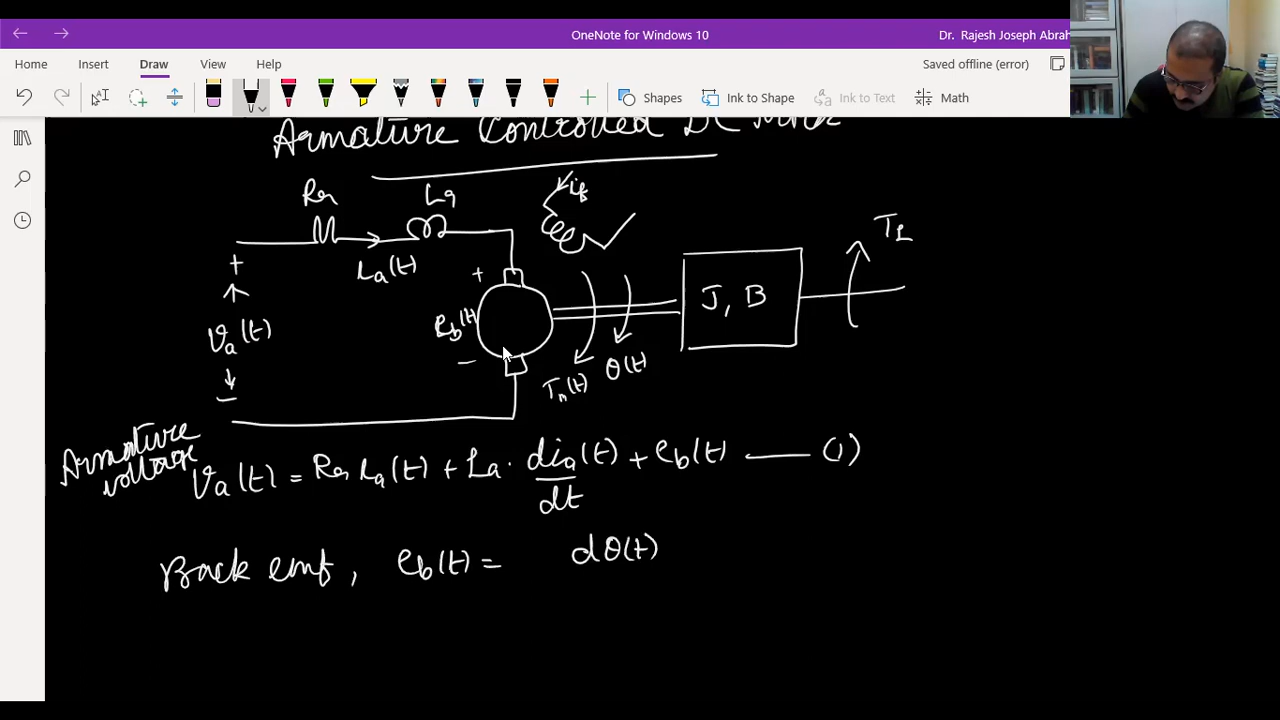 OneNote for Windows 10
Dr. Rajesh Joseph Abrah
Home Insert Draw View Help
Saved offline (error)
Shapes Ink to Shape Ink to Text Math
Armature Controlled DC
Ra La if
ia(t)
+ + TL
Va(t) eb(t) J, B
- - Tm(t) θ(t)
Armature voltage
Va(t) = Ra ia(t) + La · dia(t)/dt + eb(t) —— (1)
Back emf, eb(t) = dθ(t)